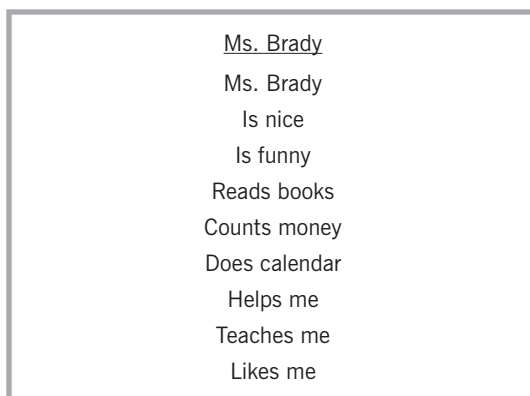 Ms. Brady
Ms. Brady
Is nice
Is funny
Reads books
Counts money
Does calendar
Helps me
Teaches me
Likes me